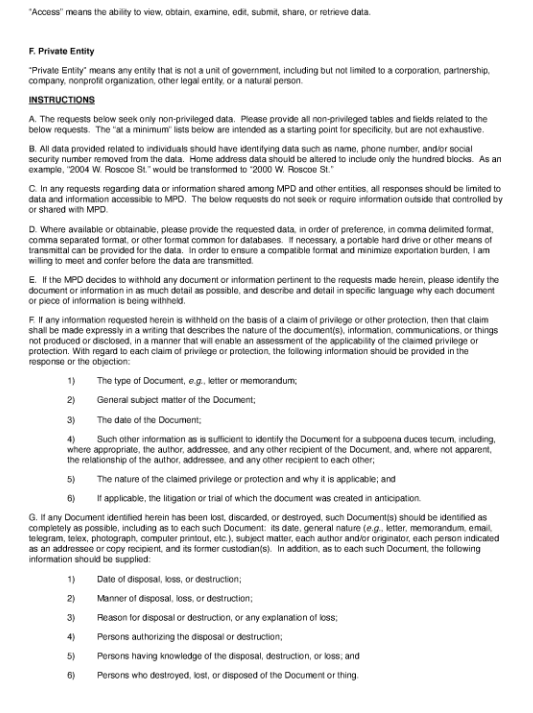 "Access" means the ability to view, obtain, examine, edit, submit, share, or retrieve data.
F. Private Entity
"Private Entity" means any entity that is not a unit of government, including but not limited to a corporation, partnership,
company, nonprofit organization, other legal entity, or a natural person.
INSTRUCTIONS
A. The requests below seek only non-privileged data. Please provide all non-privileged tables and fields related to the
below requests. The "at a minimum" lists below are intended as a starting point for specificity, but are not exhaustive.
B. All data provided related to individuals should have identifying data such as name, phone number, and/or social
security number removed from the data. Home address data should be altered to include only the hundred blocks. As an
example, "2004 W. Roscoe St." would be transformed to "2000 W. Roscoe St."
C. In any requests regarding data or information shared among MPD and other entities, all responses should be limited to
data and information accessible to MPD. The below requests do not seek or require information outside that controlled by
or shared with MPD.
D. Where available or obtainable, please provide the requested data, in order of preference, in comma delimited format,
comma separated format, or other format common for databases. If necessary, a portable hard drive or other means of
transmittal can be provided for the data. In order to ensure a compatible format and minimize exportation burden, I am
willing to meet and confer before the data are transmitted.
E. If the MPD decides to withhold any document or information pertinent to the requests made herein, please identify the
document or information in as much detail as possible, and describe and detail in specific language why each document
or piece of information is being withheld.
F. If any information requested herein is withheld on the basis of a claim of privilege or other protection, then that claim
shall be made expressly in a writing that describes the nature of the document(s), information, communications, or things
not produced or disclosed, in a manner that will enable an assessment of the applicability of the claimed privilege or
protection. With regard to each claim of privilege or protection, the following information should be provided in the
response or the objection:
1) The type of Document, e.g., letter or memorandum;
2) General subject matter of the Document;
3) The date of the Document;
4) Such other information as is sufficient to identify the Document for a subpoena duces tecum, including,
where appropriate, the author, addressee, and any other recipient of the Document, and, where not apparent,
the relationship of the author, addressee, and any other recipient to each other;
5) The nature of the claimed privilege or protection and why it is applicable; and
6) If applicable, the litigation or trial of which the document was created in anticipation.
G. If any Document identified herein has been lost, discarded, or destroyed, such Document(s) should be identified as
completely as possible, including as to each such Document: its date, general nature (e.g., letter, memorandum, email,
telegram, telex, photograph, computer printout, etc.), subject matter, each author and/or originator, each person indicated
as an addressee or copy recipient, and its former custodian(s). In addition, as to each such Document, the following
information should be supplied:
1) Date of disposal, loss, or destruction;
2) Manner of disposal, loss, or destruction;
3) Reason for disposal or destruction, or any explanation of loss;
4) Persons authorizing the disposal or destruction;
5) Persons having knowledge of the disposal, destruction, or loss; and
6) Persons who destroyed, lost, or disposed of the Document or thing.